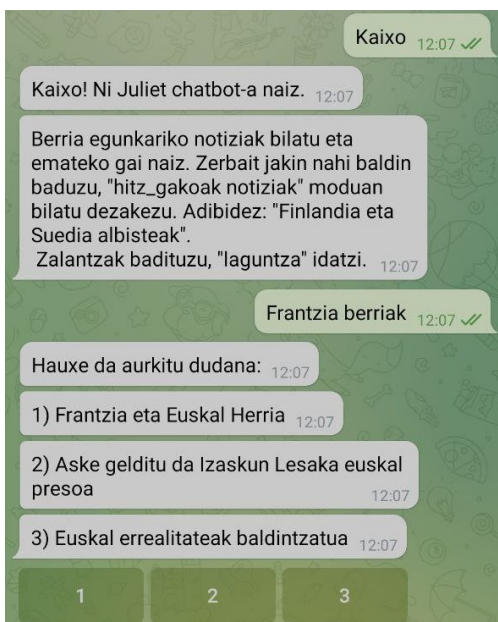 Kaixo 12:07
Kaixo! Ni Juliet chatbot-a naiz. 12:07
Berria egunkariko notiziak bilatu eta
emateko gai naiz. Zerbait jakin nahi baldin
baduzu, "hitz_gakoak notiziak" moduan
bilatu dezakezu. Adibidez: "Finlandia eta
Suedia albisteak".
Zalantzak badituzu, "laguntza" idatzi. 12:07
Frantzia berriak 12:07
Hauxe da aurkitu dudana: 12:07
1) Frantzia eta Euskal Herria 12:07
2) Aske gelditu da Izaskun Lesaka euskal
presoa 12:07
3) Euskal errealitateak baldintzatua 12:07
1 2 3